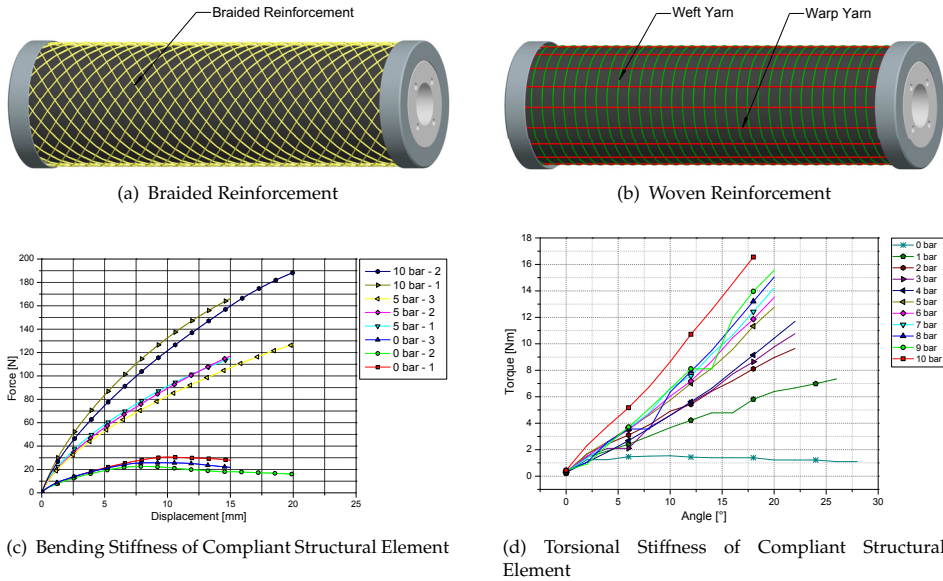 Braided Reinforcement
Weft Yarn
Warp Yarn
(a) Braided Reinforcement
(b) Woven Reinforcement
200
190
180
160
140
120
100
80
60
40
30
20
10
0
0
5
10
15
20
25
Force [N]
Displacement [mm]
10 bar - 2
10 bar - 1
5 bar - 3
5 bar - 2
5 bar - 1
0 bar - 3
0 bar - 2
0 bar - 1
18
16
14
12
10
8
6
4
2
0
0
5
10
15
20
25
30
Torque [Nm]
Angle [°]
0 bar
1 bar
2 bar
3 bar
4 bar
5 bar
6 bar
7 bar
8 bar
9 bar
10 bar
(c) Bending Stiffness of Compliant Structural Element
(d) Torsional Stiffness of Compliant Structural
Element